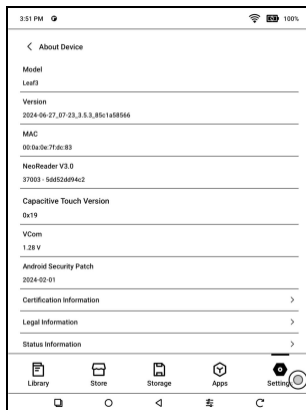 3:51 PM
100%
About Device
Model
Leaf3
Version
2024-06-27_07-23_3.5.3_85c1a58566
MAC
00:0a:0e:7f:dc:83
NeoReader V3.0
37003 - 5dd52dd94c2
Capacitive Touch Version
0x19
VCom
1.28 V
Android Security Patch
2024-02-01
Certification Information
Legal Information
Status Information
Library Store Storage Apps Setting